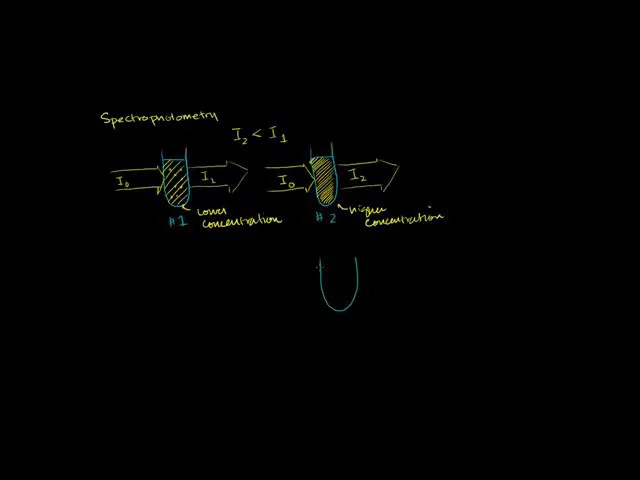 Spectrophotometry
I₂ < I₁
I₀ I₁ I₀ I₂
lower
concentration
#1
higher
concentration
#2